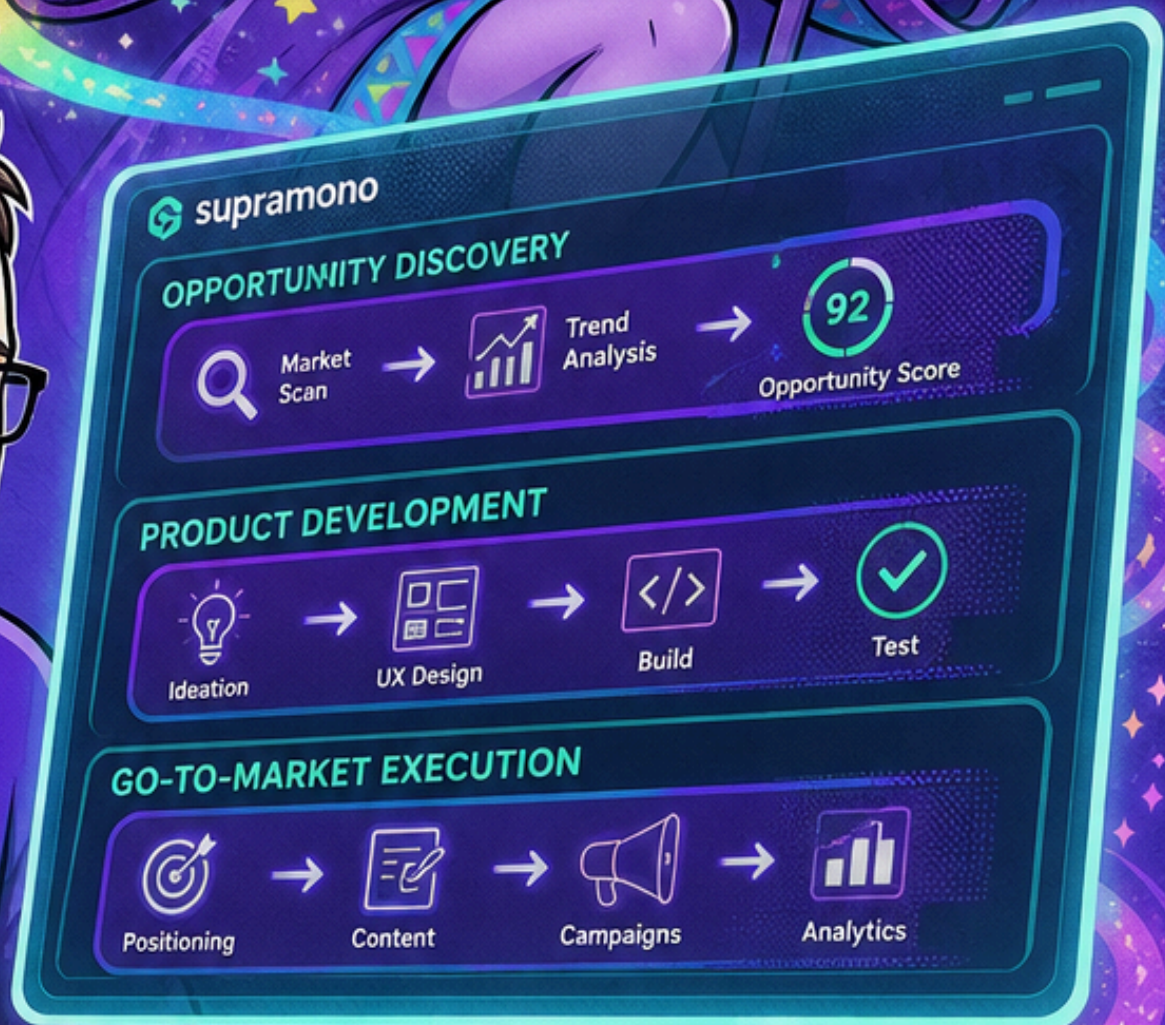 supramono
OPPORTUNIITY DISCOVERY
Market
Scan
Trend
Analysis
92
Opportunity Score
PRODUCT DEVELOPMENT
Ideation
UX Design
</>
Build
Test
GO-TO-MARKET EXECUTION
Positioning
Content
Campaigns
Analytics